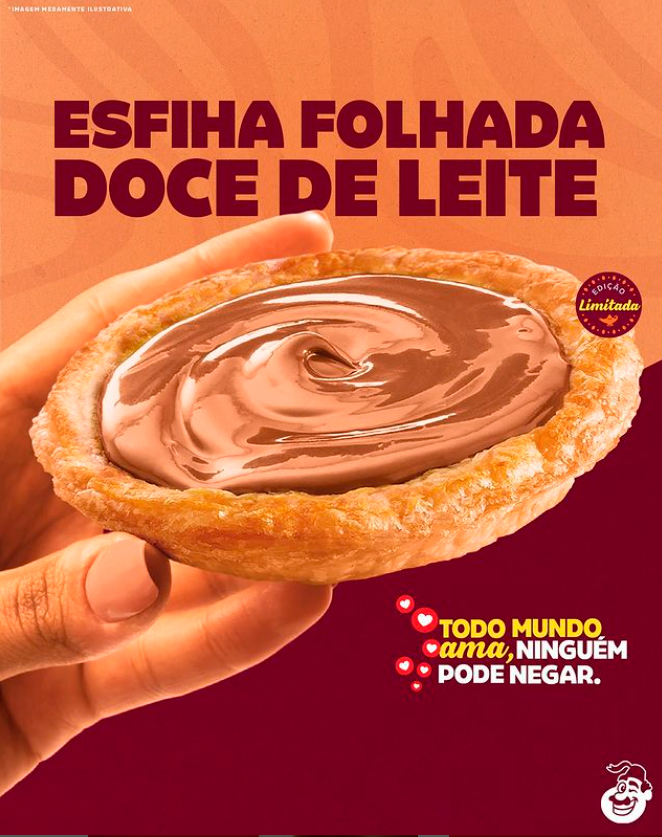 *IMAGEM MERAMENTE ILUSTRATIVA
ESFIHA FOLHADA
DOCE DE LEITE
EDIÇÃO
Limitada
TODO MUNDO
ama, NINGUÉM
PODE NEGAR.